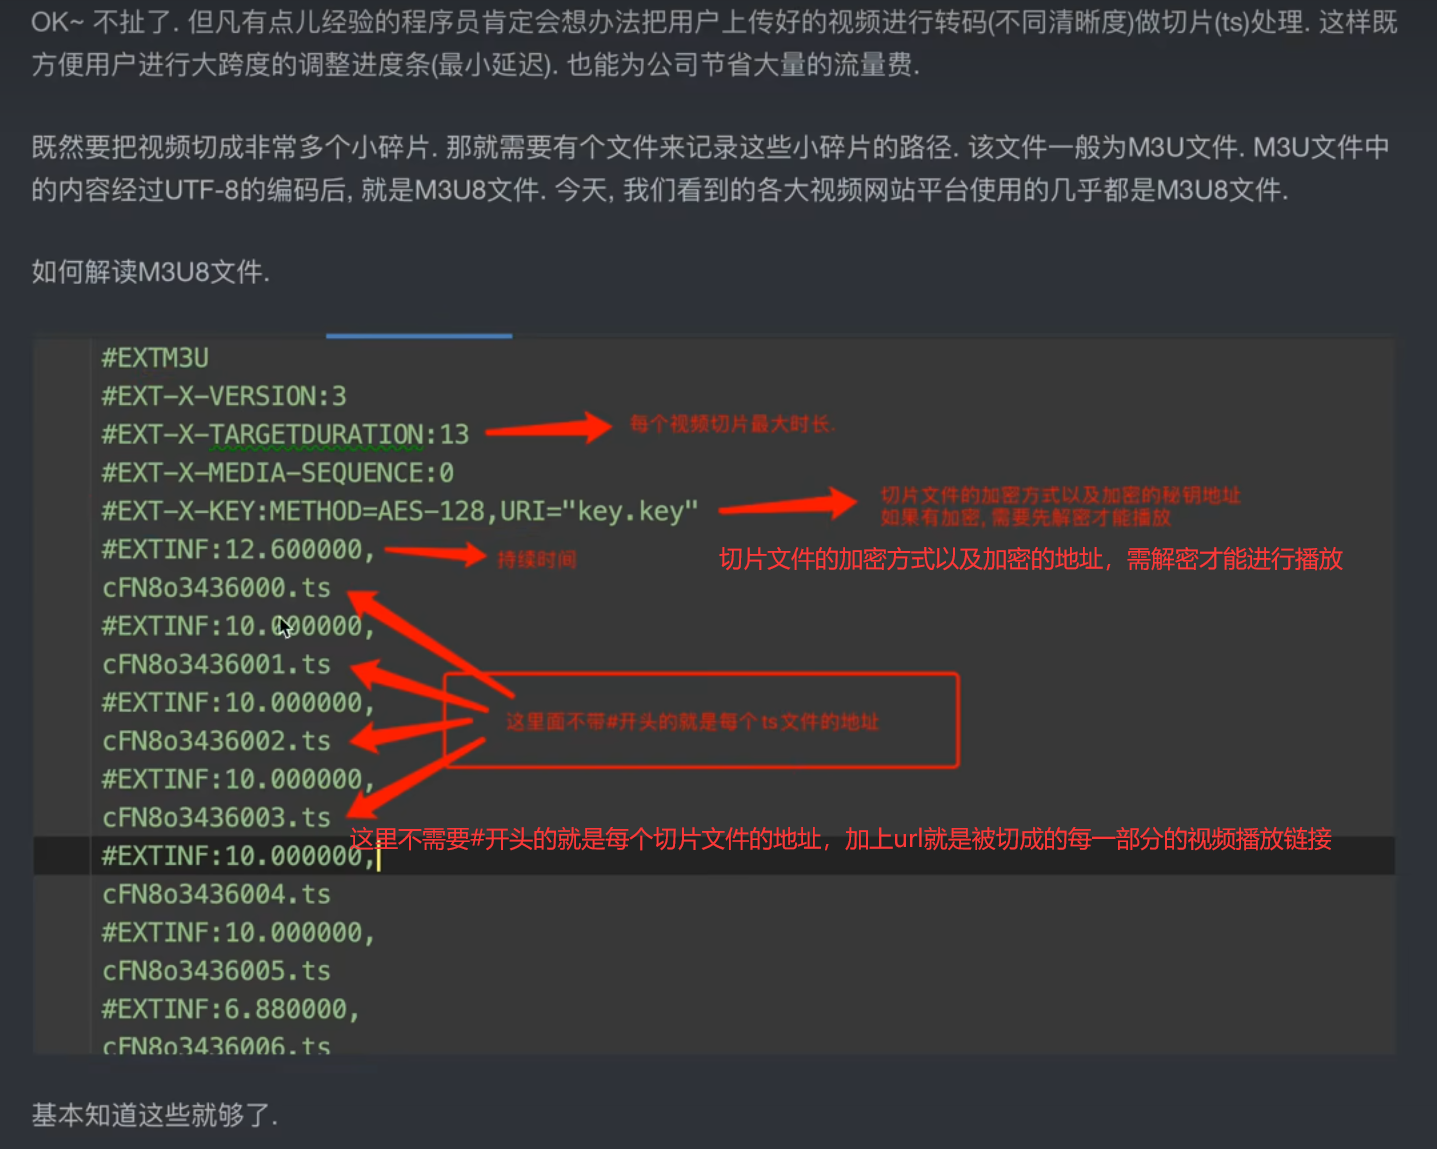 OK~ 不扯了. 但凡有点儿经验的程序员肯定会想办法把用户上传好的视频进行转码(不同清晰度)做切片(ts)处理. 这样既
方便用户进行大跨度的调整进度条(最小延迟). 也能为公司节省大量的流量费.
既然要把视频切成非常多个小碎片. 那就需要有个文件来记录这些小碎片的路径. 该文件一般为M3U文件. M3U文件中
的内容经过UTF-8的编码后, 就是M3U8文件. 今天, 我们看到的各大视频网站平台使用的几乎都是M3U8文件.
如何解读M3U8文件.
#EXTM3U
#EXT-X-VERSION:3
#EXT-X-TARGETDURATION:13
每个视频切片最大时长.
#EXT-X-MEDIA-SEQUENCE:0
#EXT-X-KEY:METHOD=AES-128,URI="key.key"
切片文件的加密方式以及加密的秘钥地址
如果有加密, 需要先解密才能播放
#EXTINF:12.600000,
持续时间
切片文件的加密方式以及加密的地址，需解密才能进行播放
cFN8o3436000.ts
#EXTINF:10.000000,
cFN8o3436001.ts
#EXTINF:10.000000,
这里面不带#开头的就是每个ts文件的地址
cFN8o3436002.ts
#EXTINF:10.000000,
cFN8o3436003.ts
这里不需要#开头的就是每个切片文件的地址，加上url就是被切成的每一部分的视频播放链接
#EXTINF:10.000000,
cFN8o3436004.ts
#EXTINF:10.000000,
cFN8o3436005.ts
#EXTINF:6.880000,
cFN8o3436006.ts
基本知道这些就够了.